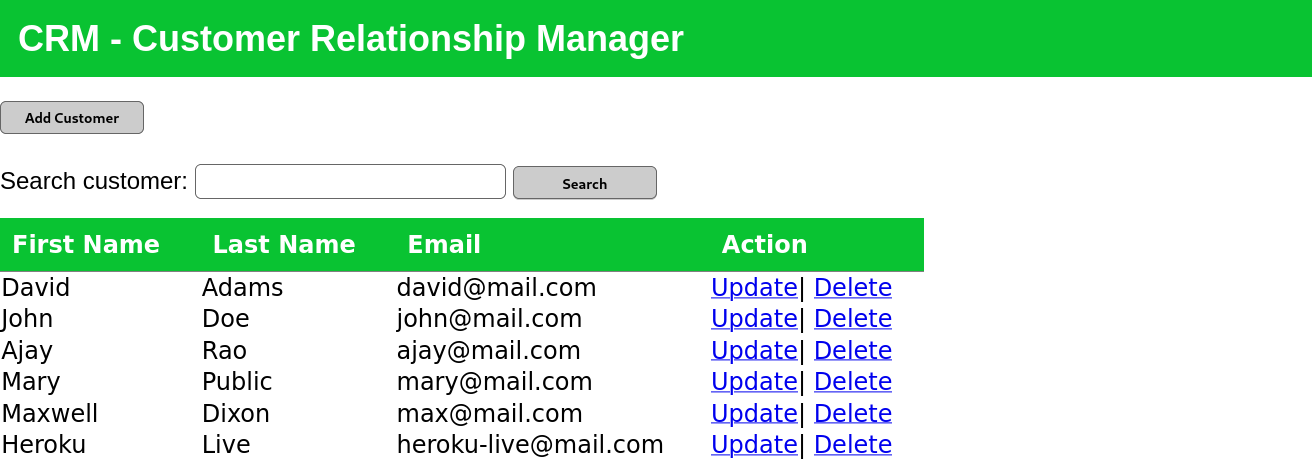 CRM - Customer Relationship Manager
Add Customer
Search customer: Search
First Name Last Name Email Action
David Adams david@mail.com Update| Delete
John Doe john@mail.com Update| Delete
Ajay Rao ajay@mail.com Update| Delete
Mary Public mary@mail.com Update| Delete
Maxwell Dixon max@mail.com Update| Delete
Heroku Live heroku-live@mail.com Update| Delete